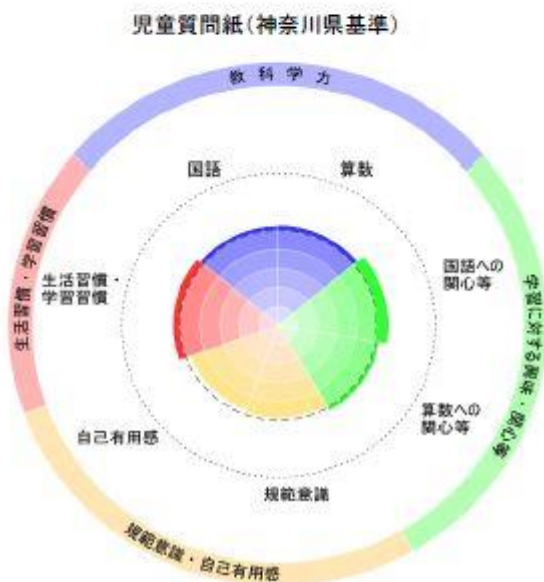 児童質問紙(神奈川県基準)
教科学力
国語
算数
生活習慣・学習習慣
生活習慣・
学習習慣
国語への
関心等
学習に対する興味・関心等
算数への
関心等
自己有用感
規範意識
規範意識・自己有用感